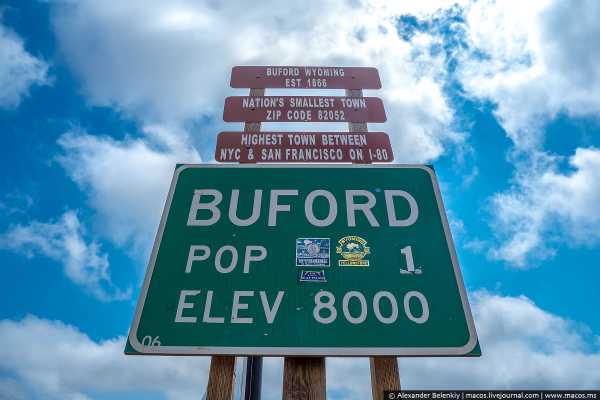 BUFORD WYOMING
EST 1866
NATION'S SMALLEST TOWN
ZIP CODE 82052
HIGHEST TOWN BETWEEN
NYC & SAN FRANCISCO ON I-80
BUFORD
POP 1
WYOMING
ELEV 8000
06
© Alexander Belenkiy | macos.livejournal.com | www.macos.ms